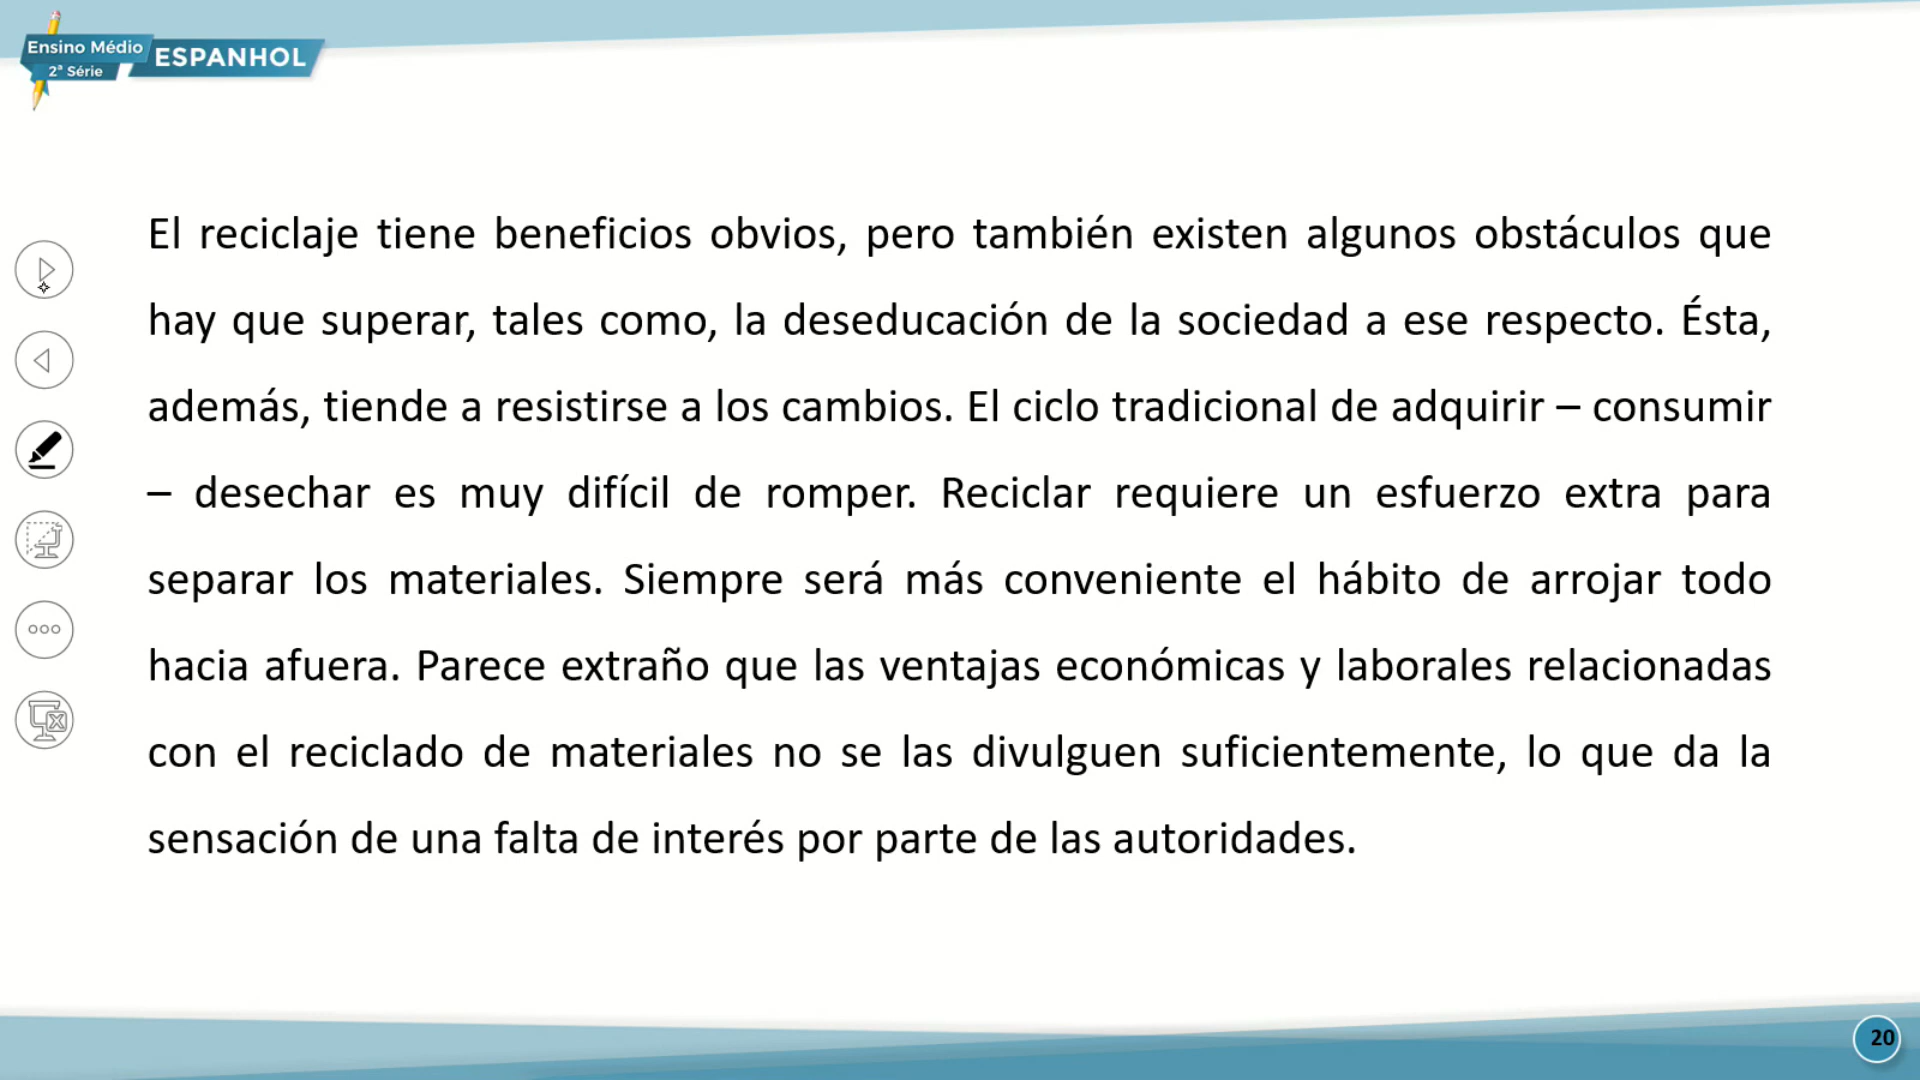 Ensino Médio
2ª Série
ESPANHOL
El reciclaje tiene beneficios obvios, pero también existen algunos obstáculos que
hay que superar, tales como, la deseducación de la sociedad a ese respecto. Ésta,
además, tiende a resistirse a los cambios. El ciclo tradicional de adquirir – consumir
– desechar es muy difícil de romper. Reciclar requiere un esfuerzo extra para
separar los materiales. Siempre será más conveniente el hábito de arrojar todo
hacia afuera. Parece extraño que las ventajas económicas y laborales relacionadas
con el reciclado de materiales no se las divulguen suficientemente, lo que da la
sensación de una falta de interés por parte de las autoridades.
20